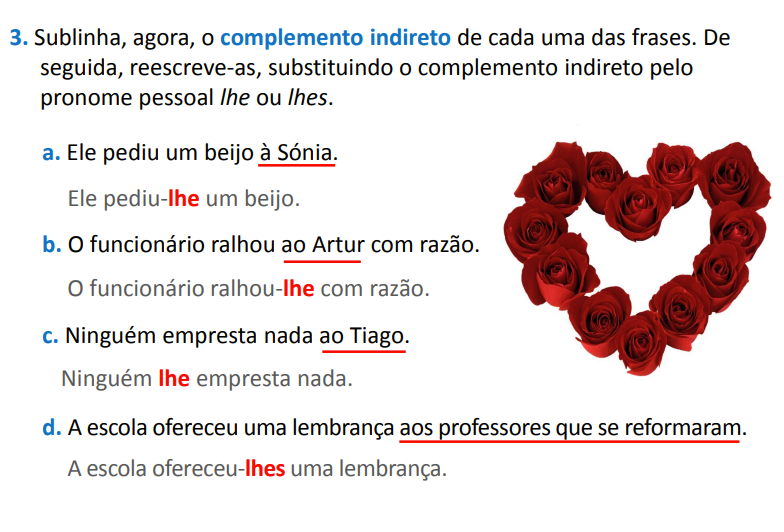 3. Sublinha, agora, o complemento indireto de cada uma das frases. De
seguida, reescreve-as, substituindo o complemento indireto pelo
pronome pessoal lhe ou lhes.
a. Ele pediu um beijo à Sónia.
Ele pediu-lhe um beijo.
b. O funcionário ralhou ao Artur com razão.
O funcionário ralhou-lhe com razão.
c. Ninguém empresta nada ao Tiago.
Ninguém lhe empresta nada.
d. A escola ofereceu uma lembrança aos professores que se reformaram.
A escola ofereceu-lhes uma lembrança.